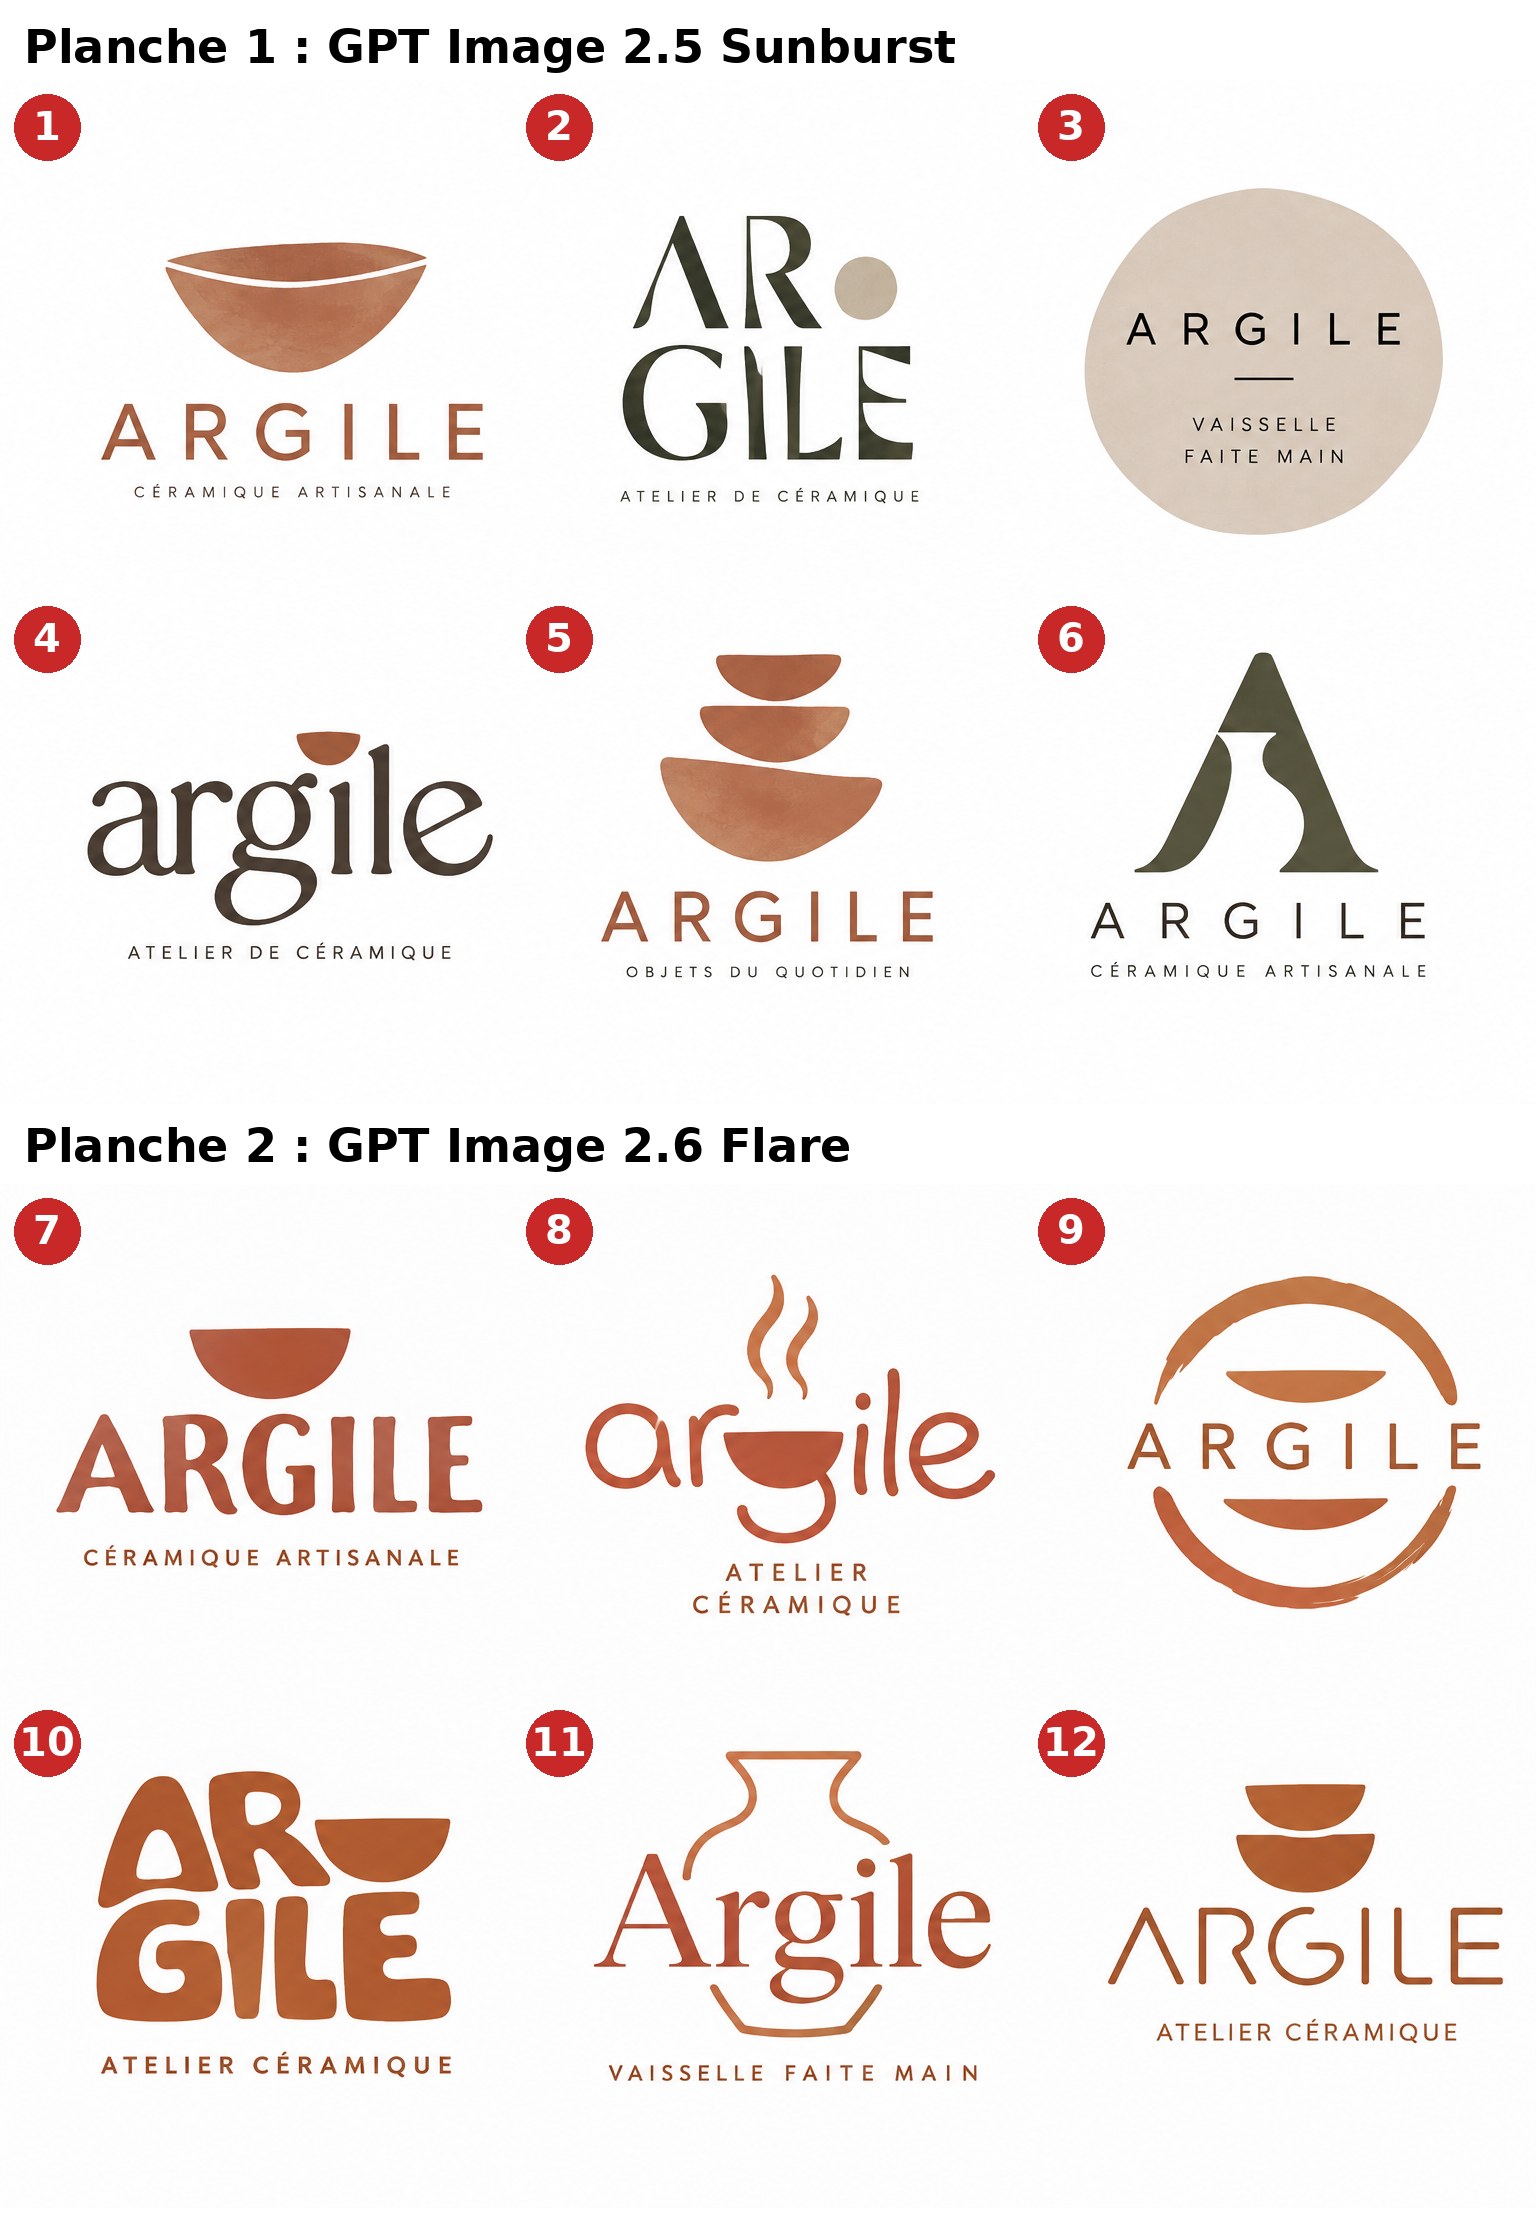 Planche 1 : GPT Image 2.5 Sunburst
1
ARGILE
CÉRAMIQUE ARTISANALE
2
AR
GILE
ATELIER DE CÉRAMIQUE
3
ARGILE
VAISSELLE
FAITE MAIN
4
argile
ATELIER DE CÉRAMIQUE
5
ARGILE
OBJETS DU QUOTIDIEN
6
A
ARGILE
CÉRAMIQUE ARTISANALE
Planche 2 : GPT Image 2.6 Flare
7
ARGILE
CÉRAMIQUE ARTISANALE
8
argile
ATELIER
CÉRAMIQUE
9
ARGILE
10
AR
GILE
ATELIER CÉRAMIQUE
11
Argile
VAISSELLE FAITE MAIN
12
ARGILE
ATELIER CÉRAMIQUE